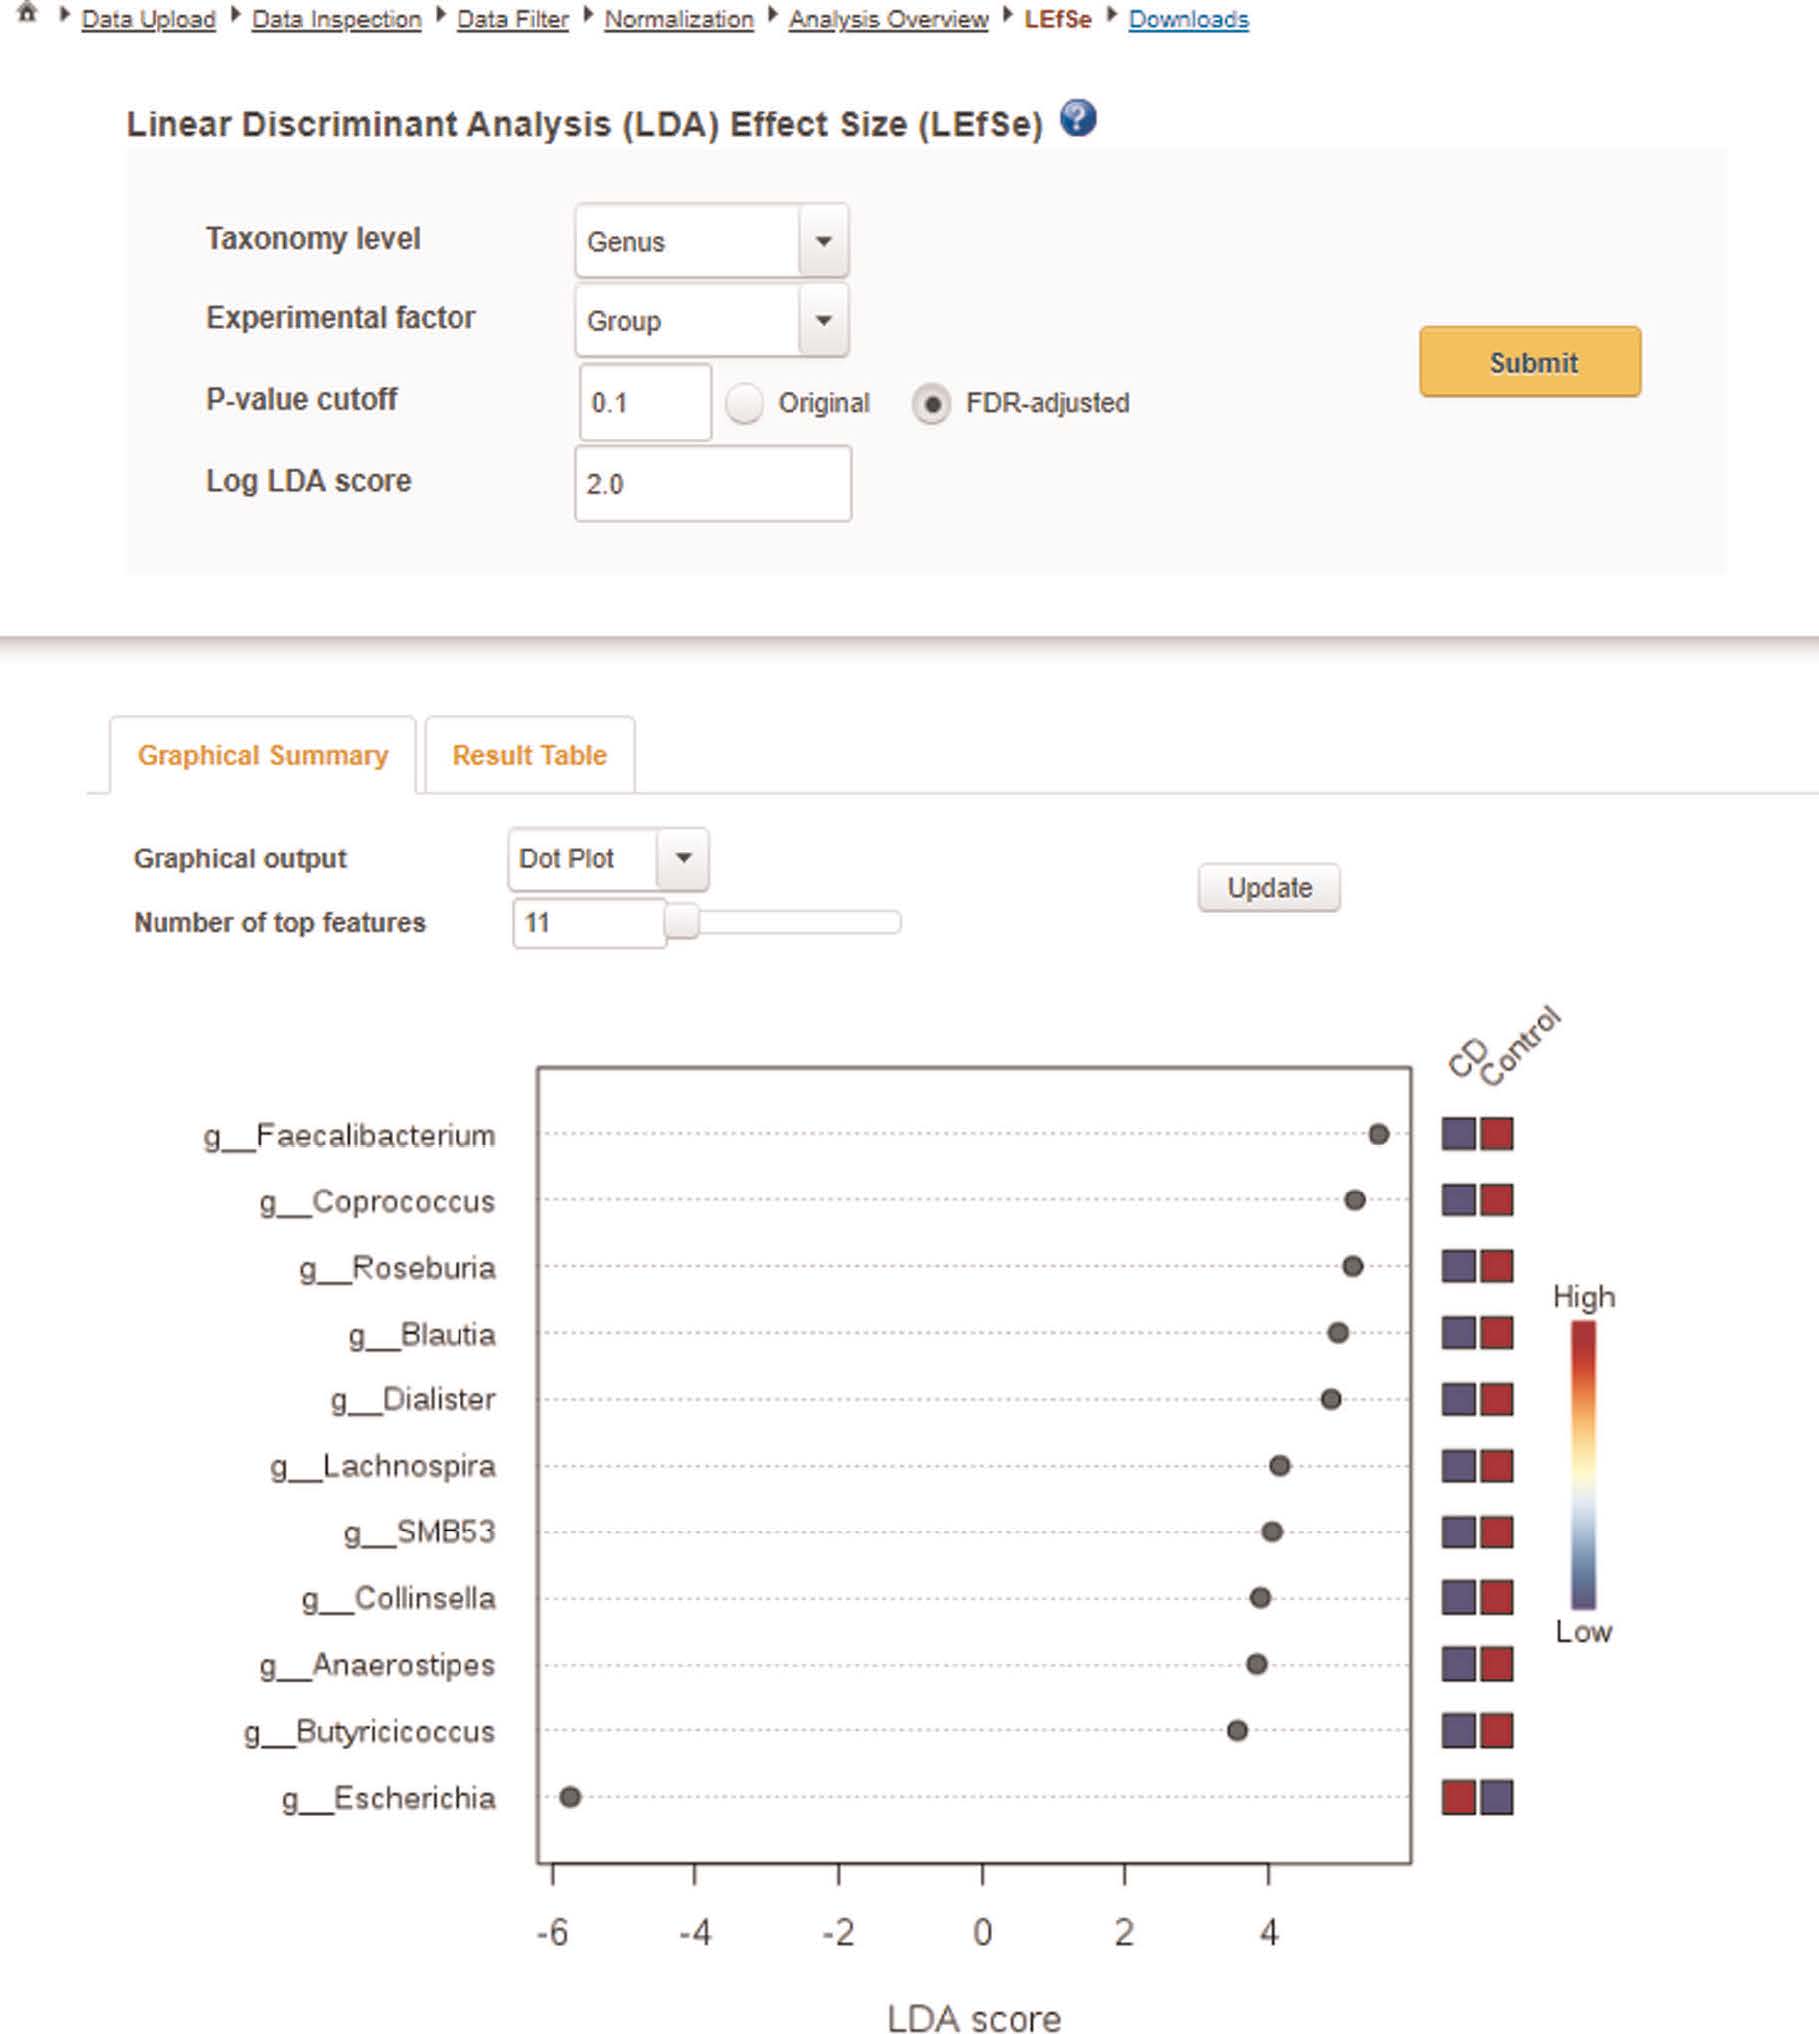 Data Upload Data Inspection Data Filter Normalization Analysis Overview LEfSe Downloads
Linear Discriminant Analysis (LDA) Effect Size (LEfSe) ?
Taxonomy level Genus
Experimental factor Group
Submit
P-value cutoff 0.1 Original FDR-adjusted
Log LDA score 2.0
Graphical Summary Result Table
Graphical output Dot Plot
Update
Number of top features 11
CD Control
g__Faecalibacterium
g__Coprococcus
g__Roseburia
High
g__Blautia
g__Dialister
g__Lachnospira
g__SMB53
g__Collinsella
Low
g__Anaerostipes
g__Butyricicoccus
g__Escherichia
-6 -4 -2 0 2 4
LDA score